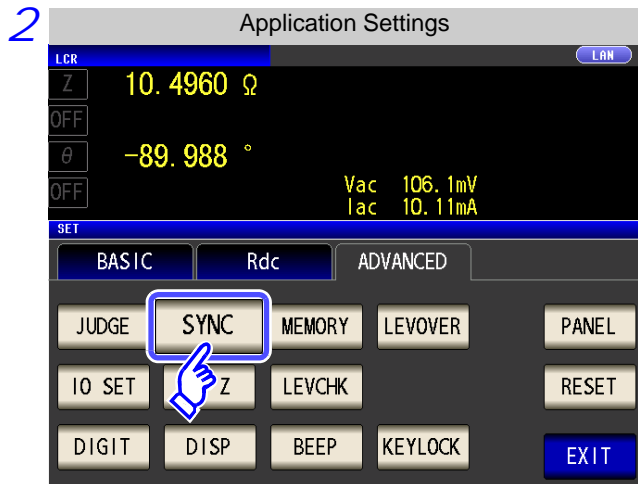 2
Application Settings
LCR
LAN
Z 10.4960 Ω
OFF
θ -89.988 °
OFF
Vac 106.1mV
Iac 10.11mA
SET
BASIC Rdc ADVANCED
JUDGE SYNC MEMORY LEVOVER PANEL
IO SET Z LEVCHK RESET
DIGIT DISP BEEP KEYLOCK EXIT